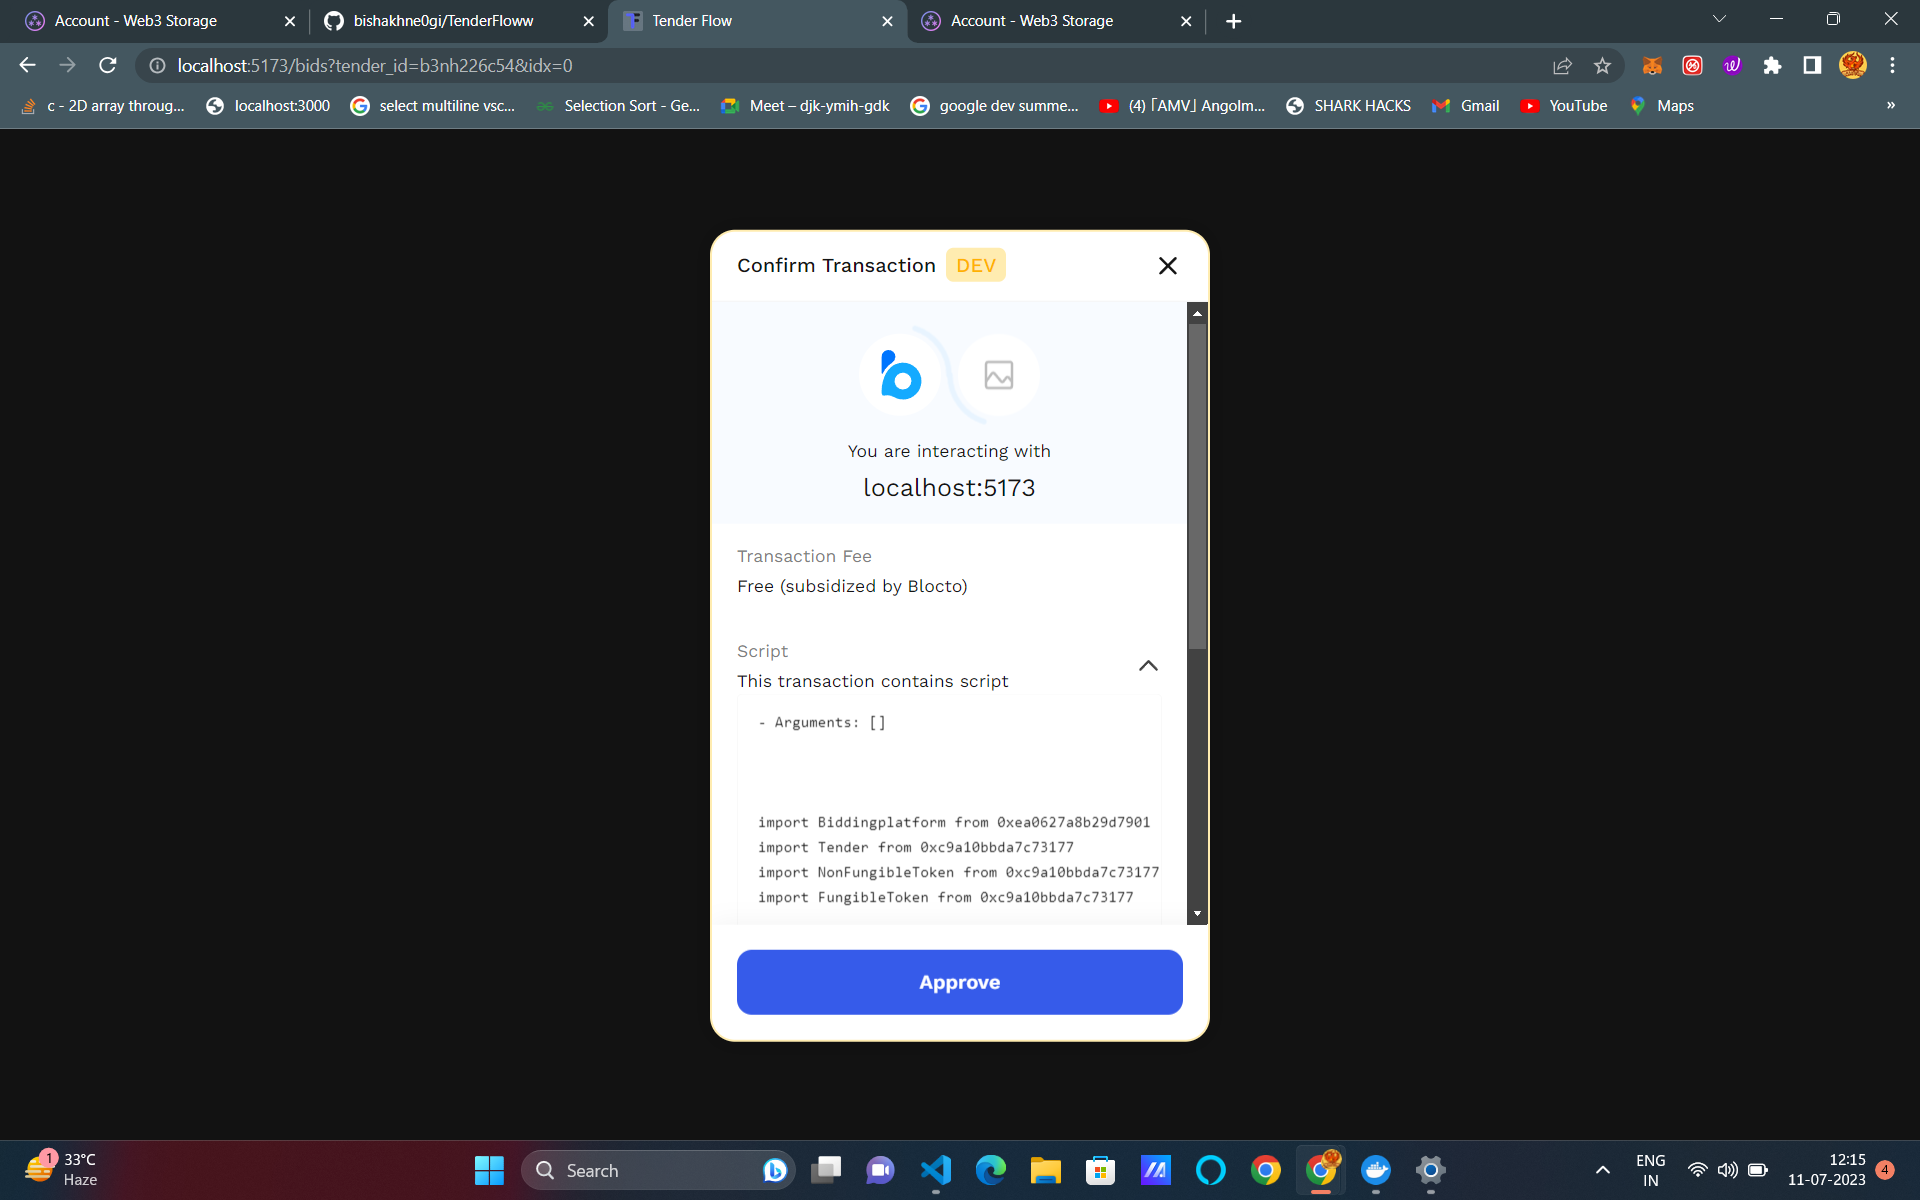 Account - Web3 Storage
bishakhne0gi/TenderFloww
Tender Flow
Account - Web3 Storage
localhost:5173/bids?tender_id=b3nh226c54&idx=0
c - 2D array throug...
localhost:3000
select multiline vsc...
Selection Sort - Ge...
Meet – djk-ymih-gdk
google dev summe...
(4) 「AMV」 Angolm...
SHARK HACKS
Gmail
YouTube
Maps
»
Confirm Transaction DEV
You are interacting with
localhost:5173
Transaction Fee
Free (subsidized by Blocto)
Script
This transaction contains script
- Arguments: []
import Biddingplatform from 0xea0627a8b29d7901
import Tender from 0xc9a10bbda7c73177
import NonFungibleToken from 0xc9a10bbda7c73177
import FungibleToken from 0xc9a10bbda7c73177
Approve
1
33°C
Haze
Search
ENG
IN
12:15
11-07-2023
4